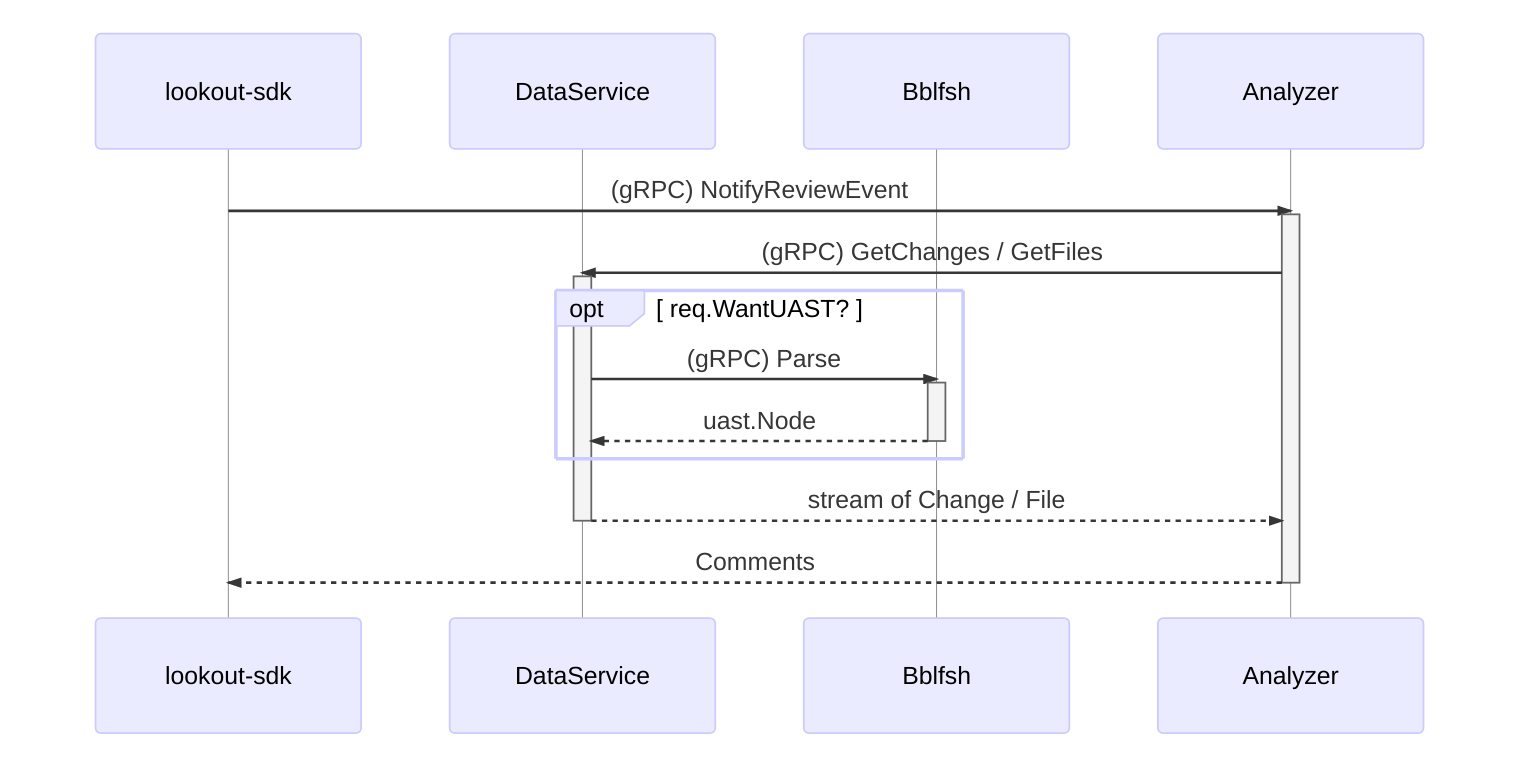 lookout-sdk
DataService
Bblfsh
Analyzer
(gRPC) NotifyReviewEvent
(gRPC) GetChanges / GetFiles
opt
[ req.WantUAST? ]
(gRPC) Parse
uast.Node
stream of Change / File
Comments
lookout-sdk
DataService
Bblfsh
Analyzer